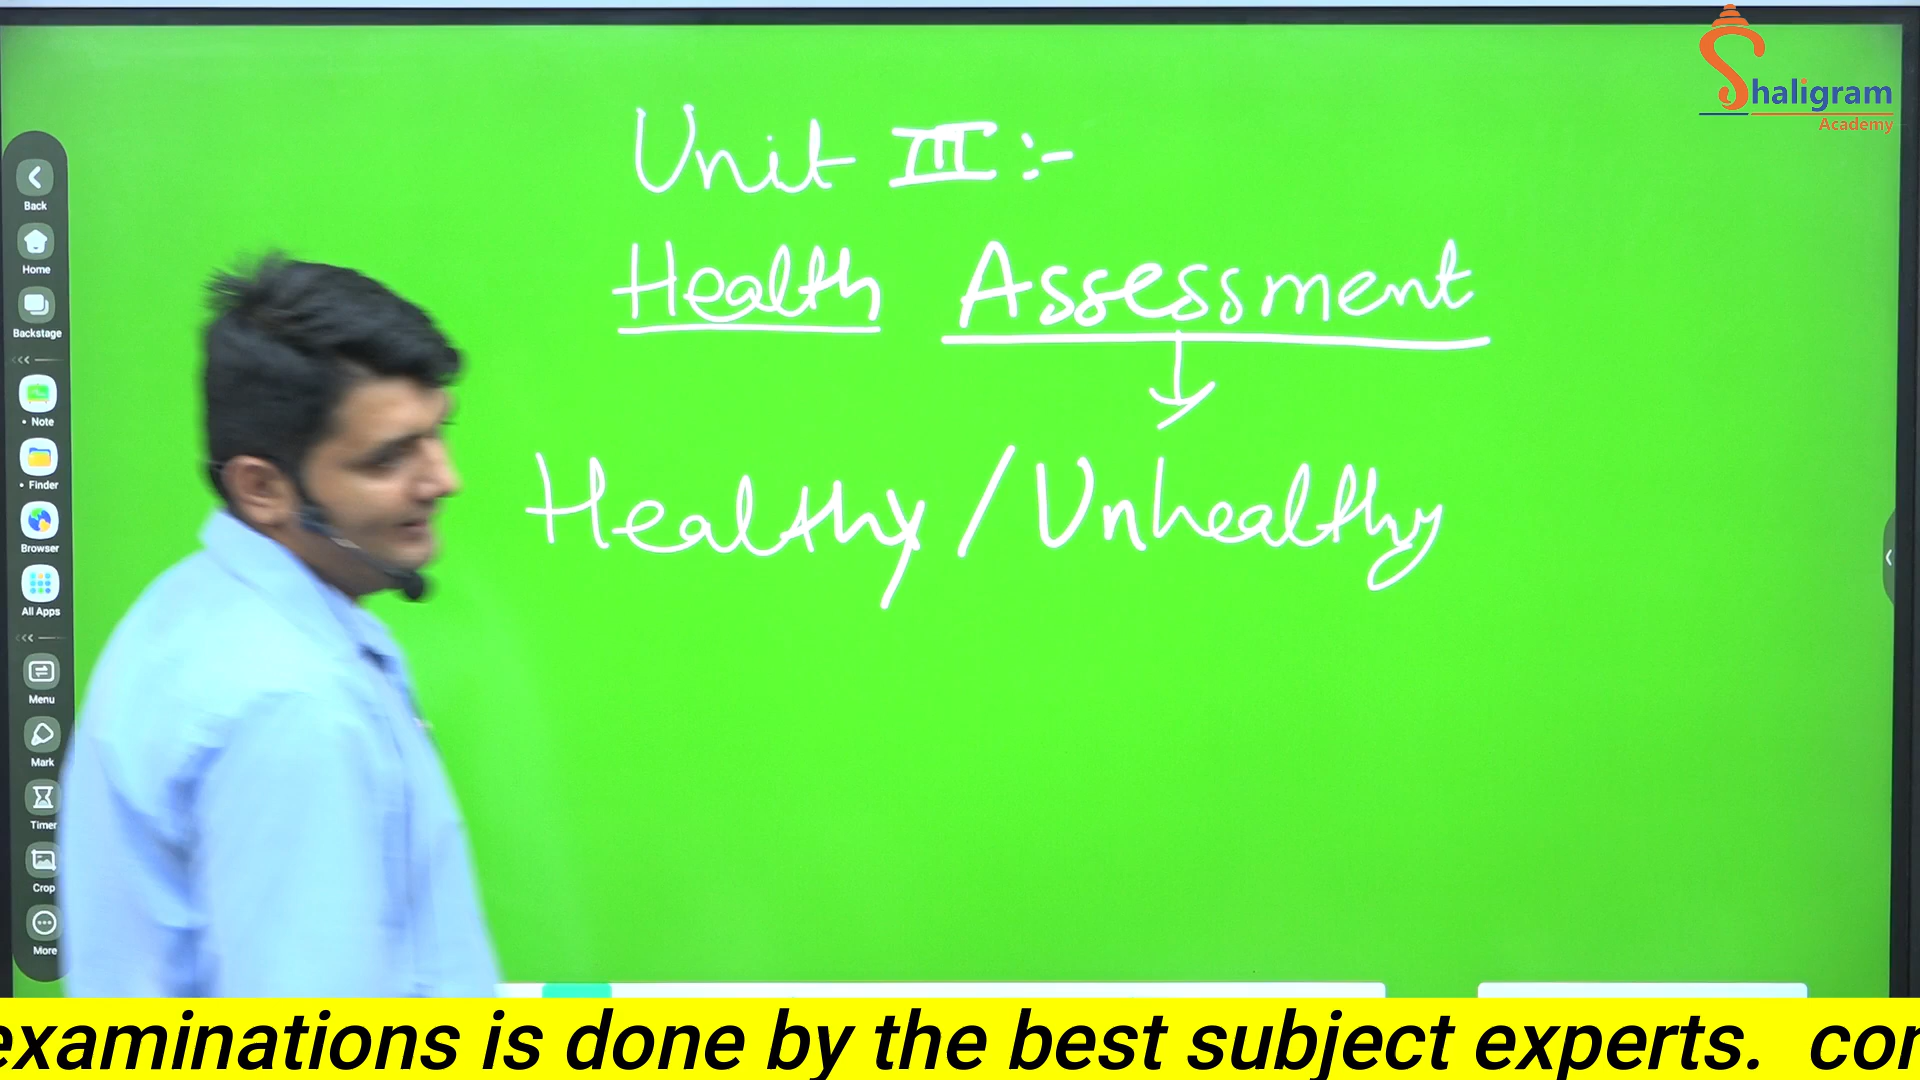 Shaligram
Academy
Unit III :-
Health Assessment
Healthy / Unhealthy
Back
Home
Backstage
Note
Finder
Browser
All Apps
Menu
Mark
Timer
Crop
More
examinations is done by the best subject experts. con